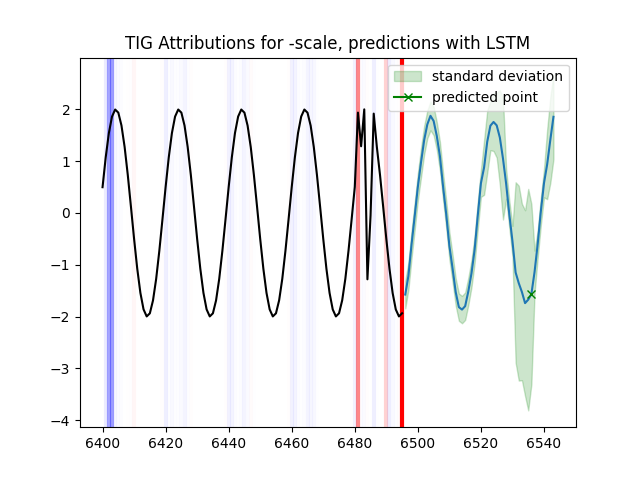 TIG Attributions for -scale, predictions with LSTM
standard deviation
predicted point
2
1
0
−1
−2
−3
−4
6400 6420 6440 6460 6480 6500 6520 6540